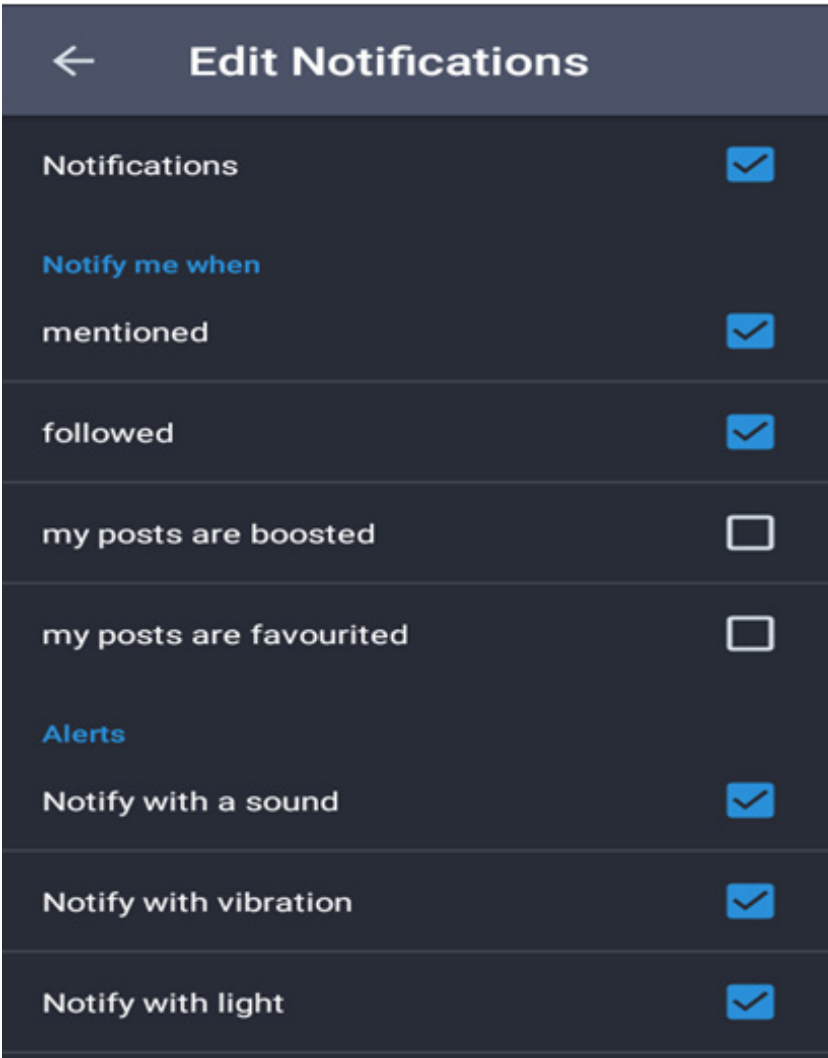 Edit Notifications
Notifications
Notify me when
mentioned
followed
my posts are boosted
my posts are favourited
Alerts
Notify with a sound
Notify with vibration
Notify with light